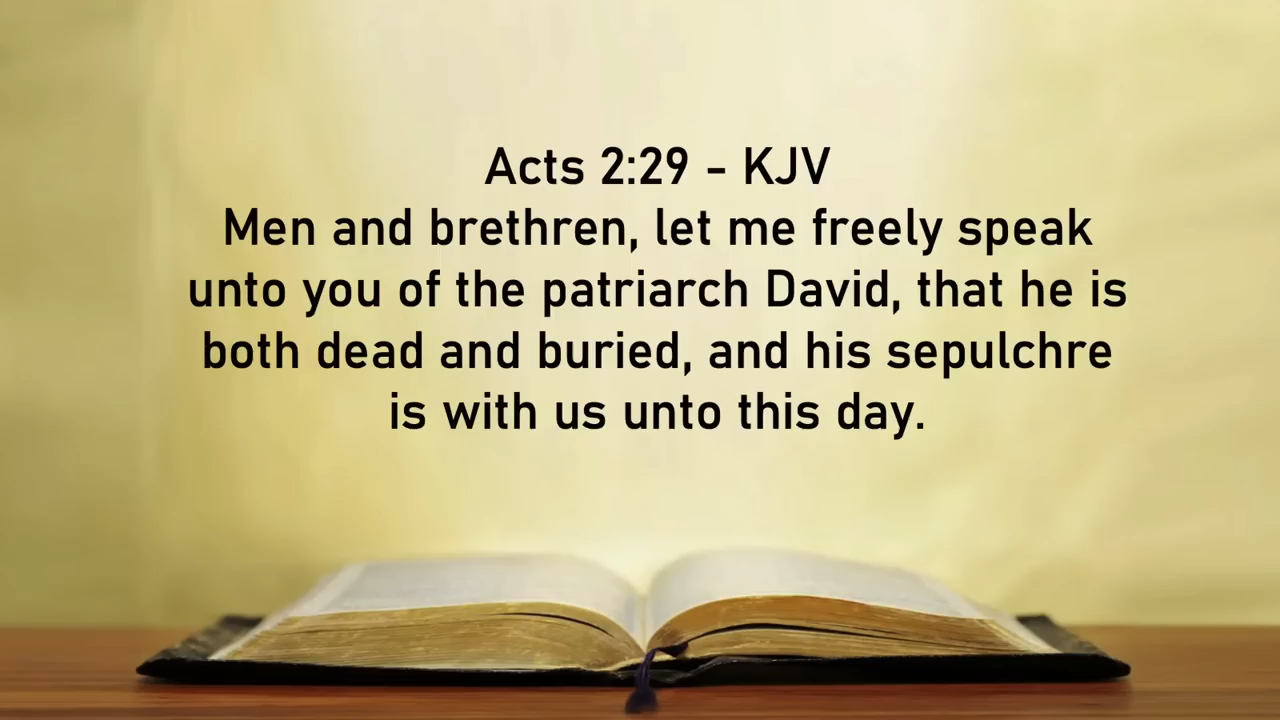 Acts 2:29 - KJV
Men and brethren, let me freely speak
unto you of the patriarch David, that he is
both dead and buried, and his sepulchre
is with us unto this day.